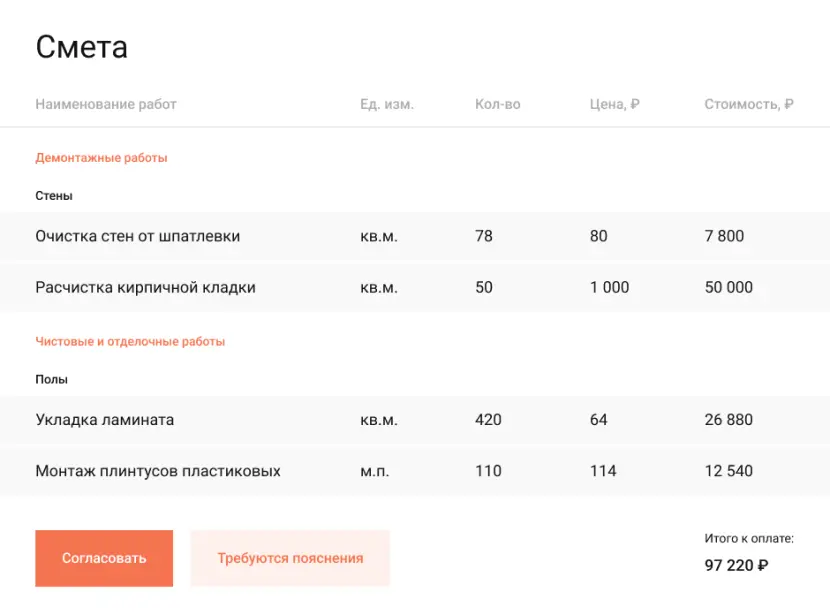 Смета
Наименование работ Ед. изм. Кол-во Цена, ₽ Стоимость, ₽
Демонтажные работы
Стены
Очистка стен от шпатлевки кв.м. 78 80 7 800
Расчистка кирпичной кладки кв.м. 50 1 000 50 000
Чистовые и отделочные работы
Полы
Укладка ламината кв.м. 420 64 26 880
Монтаж плинтусов пластиковых м.п. 110 114 12 540
Согласовать Требуются пояснения
Итого к оплате:
97 220 ₽